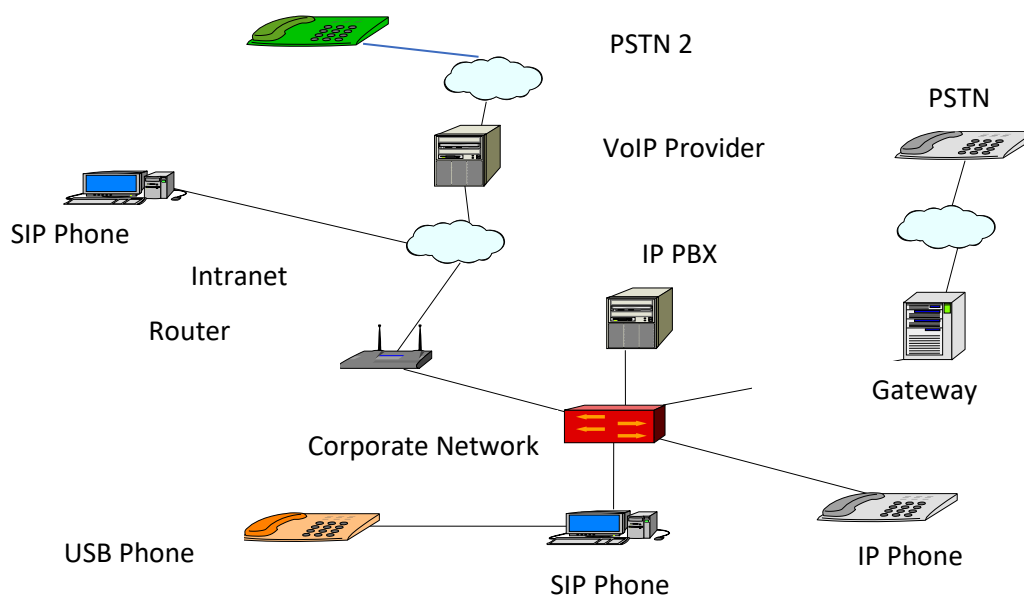 PSTN 2
PSTN
VoIP Provider
SIP Phone
IP PBX
Intranet
Router
Gateway
Corporate Network
USB Phone
IP Phone
SIP Phone